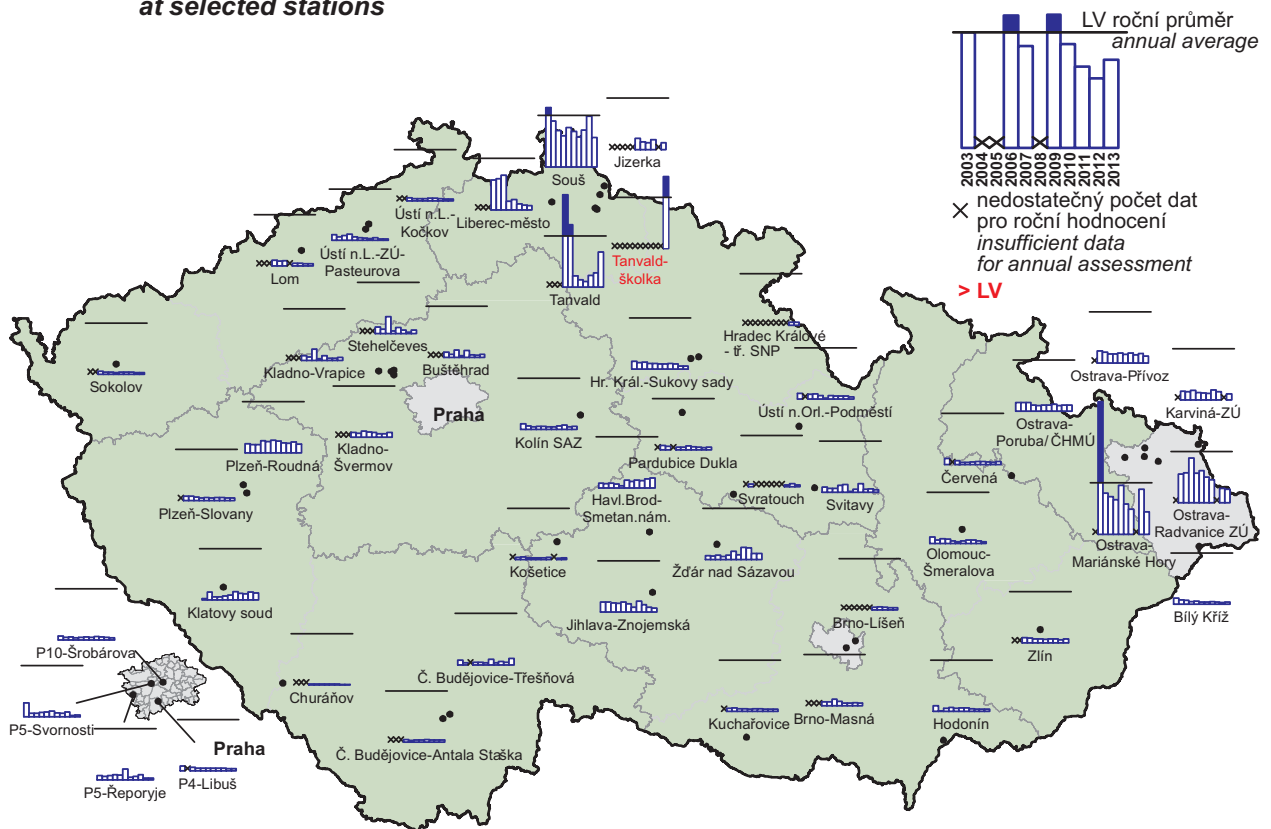 at selected stations
LV roční průměr
annual average
2003
2004
2005
2006
2007
2008
2009
2010
2011
2012
2013
nedostatečný počet dat
pro roční hodnocení
insufficient data
for annual assessment
> LV
Souš
Jizerka
Ústí n.L.-
Kočkov
Liberec-město
Ústí n.L.-ZÚ-
Pasteurova
Lom
Tanvald-
školka
Tanvald
Stehelčeves
Hradec Králové
- tř. SNP
Ostrava-Přívoz
Sokolov
Kladno-Vrapice
Buštěhrad
Hr. Král.-Sukovy sady
Karviná-ZÚ
Praha
Ústí n.Orl.-Podměstí
Ostrava-
Poruba/ČHMÚ
Kolín SAZ
Kladno-
Švermov
Plzeň-Roudná
Pardubice Dukla
Červená
Plzeň-Slovany
Havl.Brod-
Smetan.nám.
Svratouch
Svitavy
Ostrava-
Radvanice ZÚ
Ostrava-
Mariánské Hory
Košetice
Žďár nad Sázavou
Olomouc-
Šmeralova
Klatovy soud
Jihlava-Znojemská
Brno-Líšeň
Bílý Kříž
P10-Šrobárova
Zlín
Č. Budějovice-Třešňová
Churáňov
P5-Svornosti
Praha
Kuchařovice
Brno-Masná
Hodonín
Č. Budějovice-Antala Staška
P5-Řeporyje
P4-Libuš